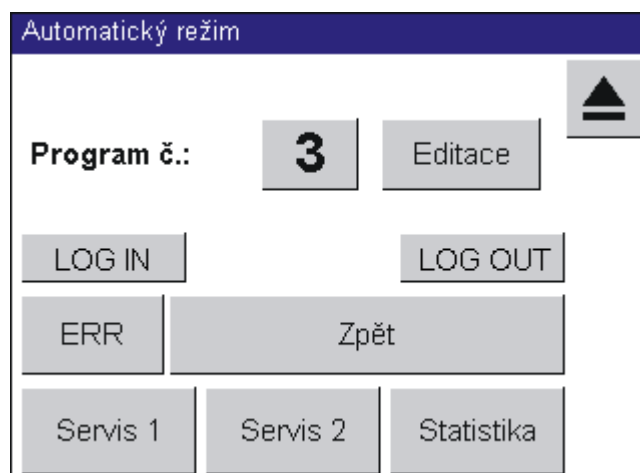 Automatický režim
Program č.: 3 Editace
LOG IN LOG OUT
ERR Zpět
Servis 1 Servis 2 Statistika